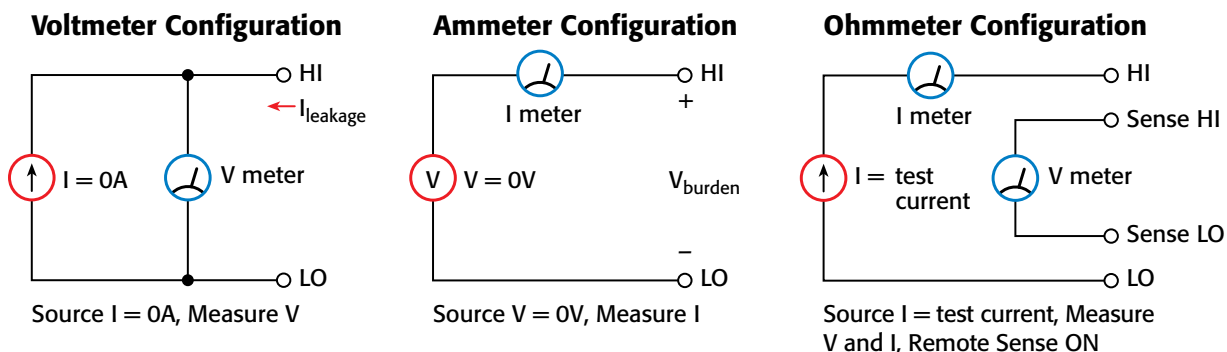 Voltmeter Configuration
HI
I leakage
I = 0A
V meter
LO
Source I = 0A, Measure V
Ammeter Configuration
HI
+
I meter
V
V = 0V
V burden
–
LO
Source V = 0V, Measure I
Ohmmeter Configuration
HI
I meter
Sense HI
I = test
current
V meter
Sense LO
LO
Source I = test current, Measure
V and I, Remote Sense ON